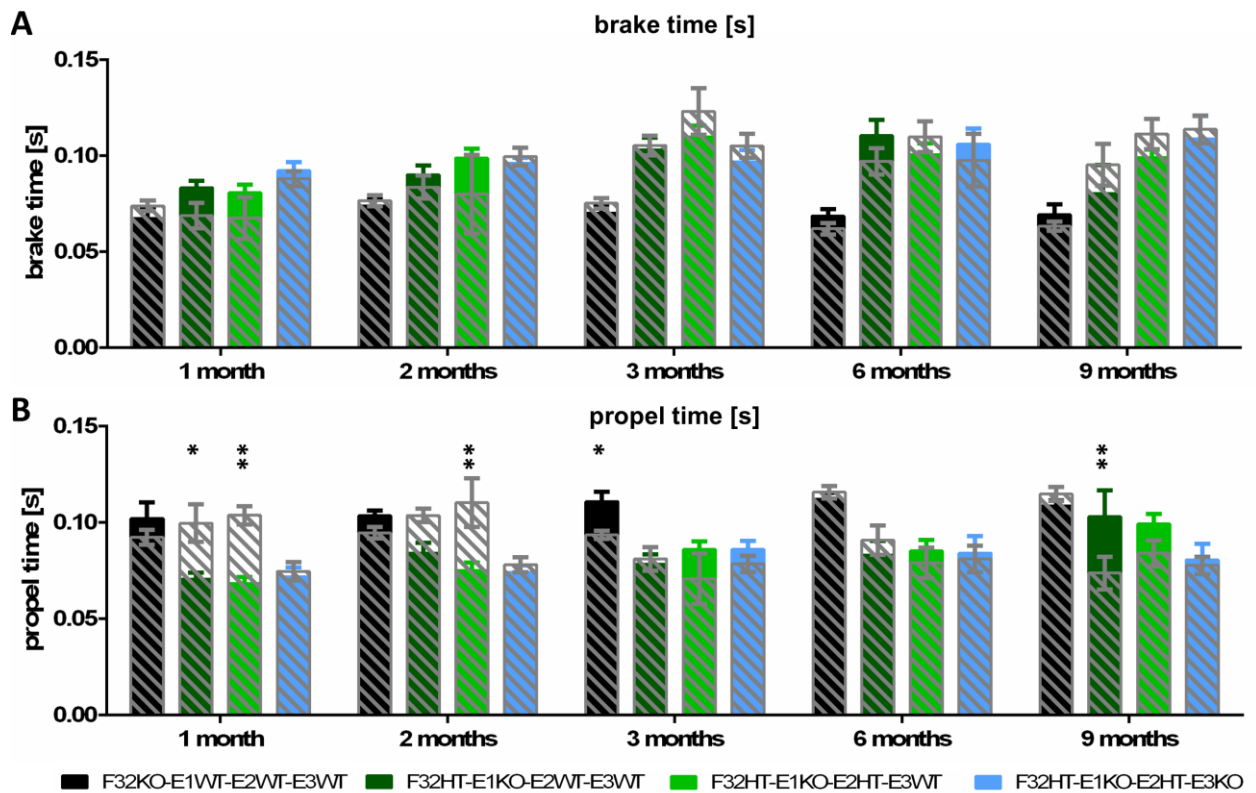 A
brake time [s]
brake time [s]
0.15
0.10
0.05
0.00
1 month 2 months 3 months 6 months 9 months
B
propel time [s]
propel time [s]
0.15
0.10
0.05
0.00
* ** ** * **
1 month 2 months 3 months 6 months 9 months
F32KO-E1WT-E2WT-E3WT F32HT-E1KO-E2WT-E3WT F32HT-E1KO-E2HT-E3WT F32HT-E1KO-E2HT-E3KO